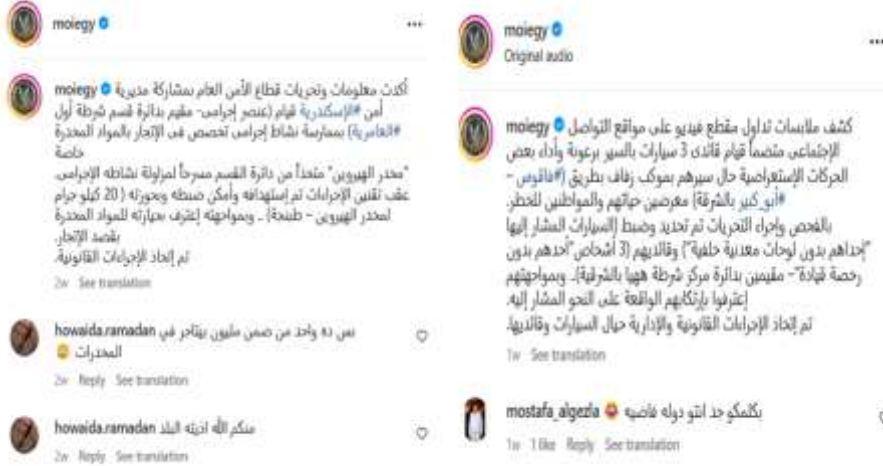 moiegy
moiegy أكدت معلومات وتحريات قطاع الأمن العام بمشاركة مديرية
أمن #الإسكندرية قيام (عنصر إجرامى- مقيم بدائرة قسم شرطة أول
#العامرية) بممارسة نشاط إجرامى تخصص فى الإتجار بالمواد المخدرة
خاصة
"مخدر الهيروين" متخذاً من دائرة القسم مسرحاً لمزاولة نشاطه الإجرامى.
عقب تقنين الإجراءات تم إستهدافه وأمكن ضبطه وبحوزته ( 20 كيلو جرام
لمخدر الهيروين – طبنجة) .. وبمواجهته إعترف بحيازته للمواد المخدرة
بقصد الإتجار.
تم إتخاذ الإجراءات القانونية.
2w See translation
howaida.ramadan بس ده واحد من ضمن مليون بيتاجر في
المخدرات
2w Reply See translation
howaida.ramadan منكم الله اذيته البلد
2w Reply See translation
moiegy
Original audio
moiegy كشف ملابسات تداول مقطع فيديو على مواقع التواصل
الإجتماعى متضمناً قيام قائدى 3 سيارات بالسير برعونة وأداء بعض
الحركات الإستعراضية حال سيرهم بموكب زفاف بطريق (#فاقوس –
#أبو_كبير بالشرقة) معرضين حياتهم والمواطنين للخطر.
بالفحص وإجراء التحريات تم تحديد وضبط (السيارات المشار إليها
"إحداهم بدون لوحات معدنية خلفية") وقائديهم (3 أشخاص "أحدهم بدون
رخصة قيادة"– مقيمين بدائرة مركز شرطة ههيا بالشرقية).. وبمواجهتهم
إعترفوا بإرتكابهم الواقعة على النحو المشار إليه.
تم إتخاذ الإجراءات القانونية والإدارية حيال السيارات وقائديها.
1w See translation
mostafa_algezla بكلمكو جد انتو دوله فاضيه
1w 1 like Reply See translation